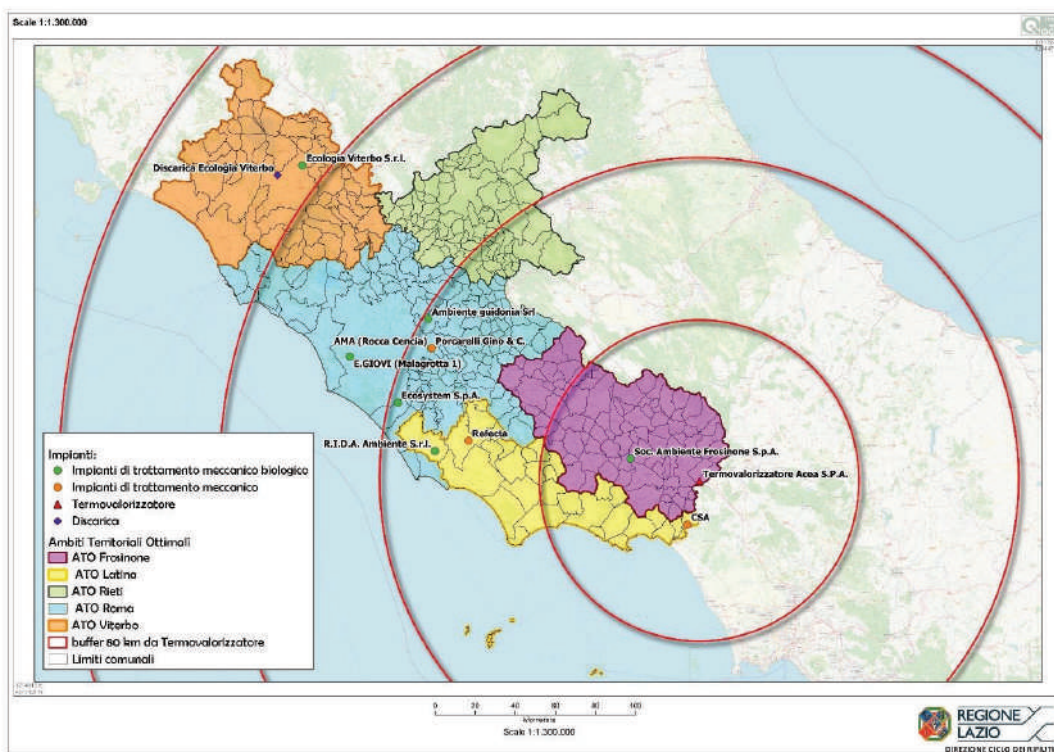 Scale 1:1.300.000
Ecologia Viterbo S.r.l.
Discarica Ecologia Viterbo
Ambiente guidonia Srl
AMA (Rocca Cencia)
Porcarelli Gino & C.
E.GIOVI (Malagrotta 1)
Ecosystem S.p.A.
Refecta
R.I.D.A. Ambiente S.r.l.
Soc. Ambiente Frosinone S.p.A.
Termovalorizzatore Acea S.P.A.
CSA
Impianti:
Impianti di trattamento meccanico biologico
Impianti di trattamento meccanico
Termovalorizzatore
Discarica
Ambiti Territoriali Ottimali
ATO Frosinone
ATO Latina
ATO Rieti
ATO Roma
ATO Viterbo
buffer 80 km da Termovalorizzatore
Limiti comunali
0 20 40 60 80 100
Scale 1:1.300.000
REGIONE
LAZIO
DIREZIONE CICLO DEI RIFIUTI